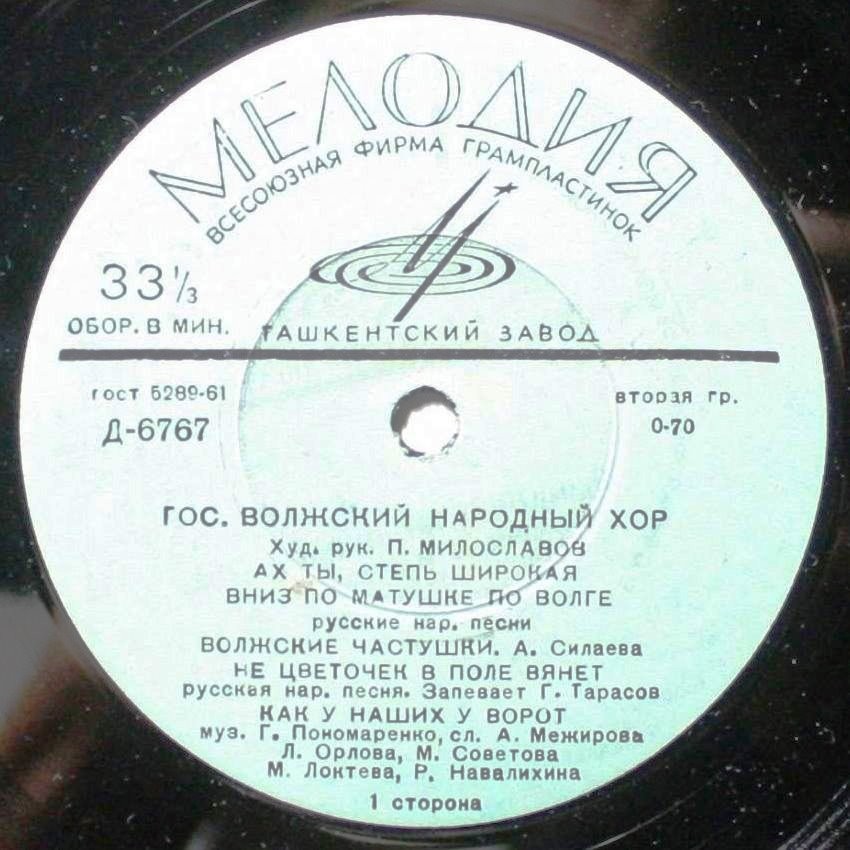 МЕЛОДИЯ
ВСЕСОЮЗНАЯ ФИРМА ГРАМПЛАСТИНОК
33⅓
ОБОР. В МИН.
ТАШКЕНТСКИЙ ЗАВОД
гост 5289-61
вторая гр.
Д-6767
0-70
ГОС. ВОЛЖСКИЙ НАРОДНЫЙ ХОР
Худ. рук. П. МИЛОСЛАВОВ
АХ ТЫ, СТЕПЬ ШИРОКАЯ
ВНИЗ ПО МАТУШКЕ ПО ВОЛГЕ
русские нар. песни
ВОЛЖСКИЕ ЧАСТУШКИ. А. Силаева
НЕ ЦВЕТОЧЕК В ПОЛЕ ВЯНЕТ
русская нар. песня. Запевает Г. Тарасов
КАК У НАШИХ У ВОРОТ
муз. Г. Пономаренко, сл. А. Межирова
Л. Орлова, М. Советова
М. Локтева, Р. Навалихина
1 сторона